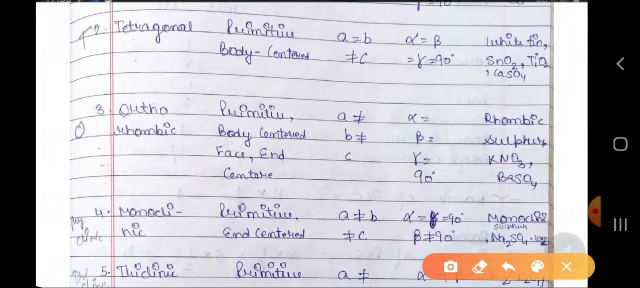 2. Tetragonal Primitive a = b α = β White tin,
Body-Centered ≠ c = γ = 90° SnO2, TiO2
, CaSO4
3. Ortho Primitive, a ≠ α = Rhombic
rhombic Body Centered b ≠ β = Sulphur
Face, End c γ = KNO3,
Centare 90° BaSO4
4. Monocli- Primitive, a ≠ b α = γ = 90° Monoclinic
sulphur
nic End Centered ≠ c β ≠ 90° , Na2SO4.
5. Triclinic Primitive a ≠